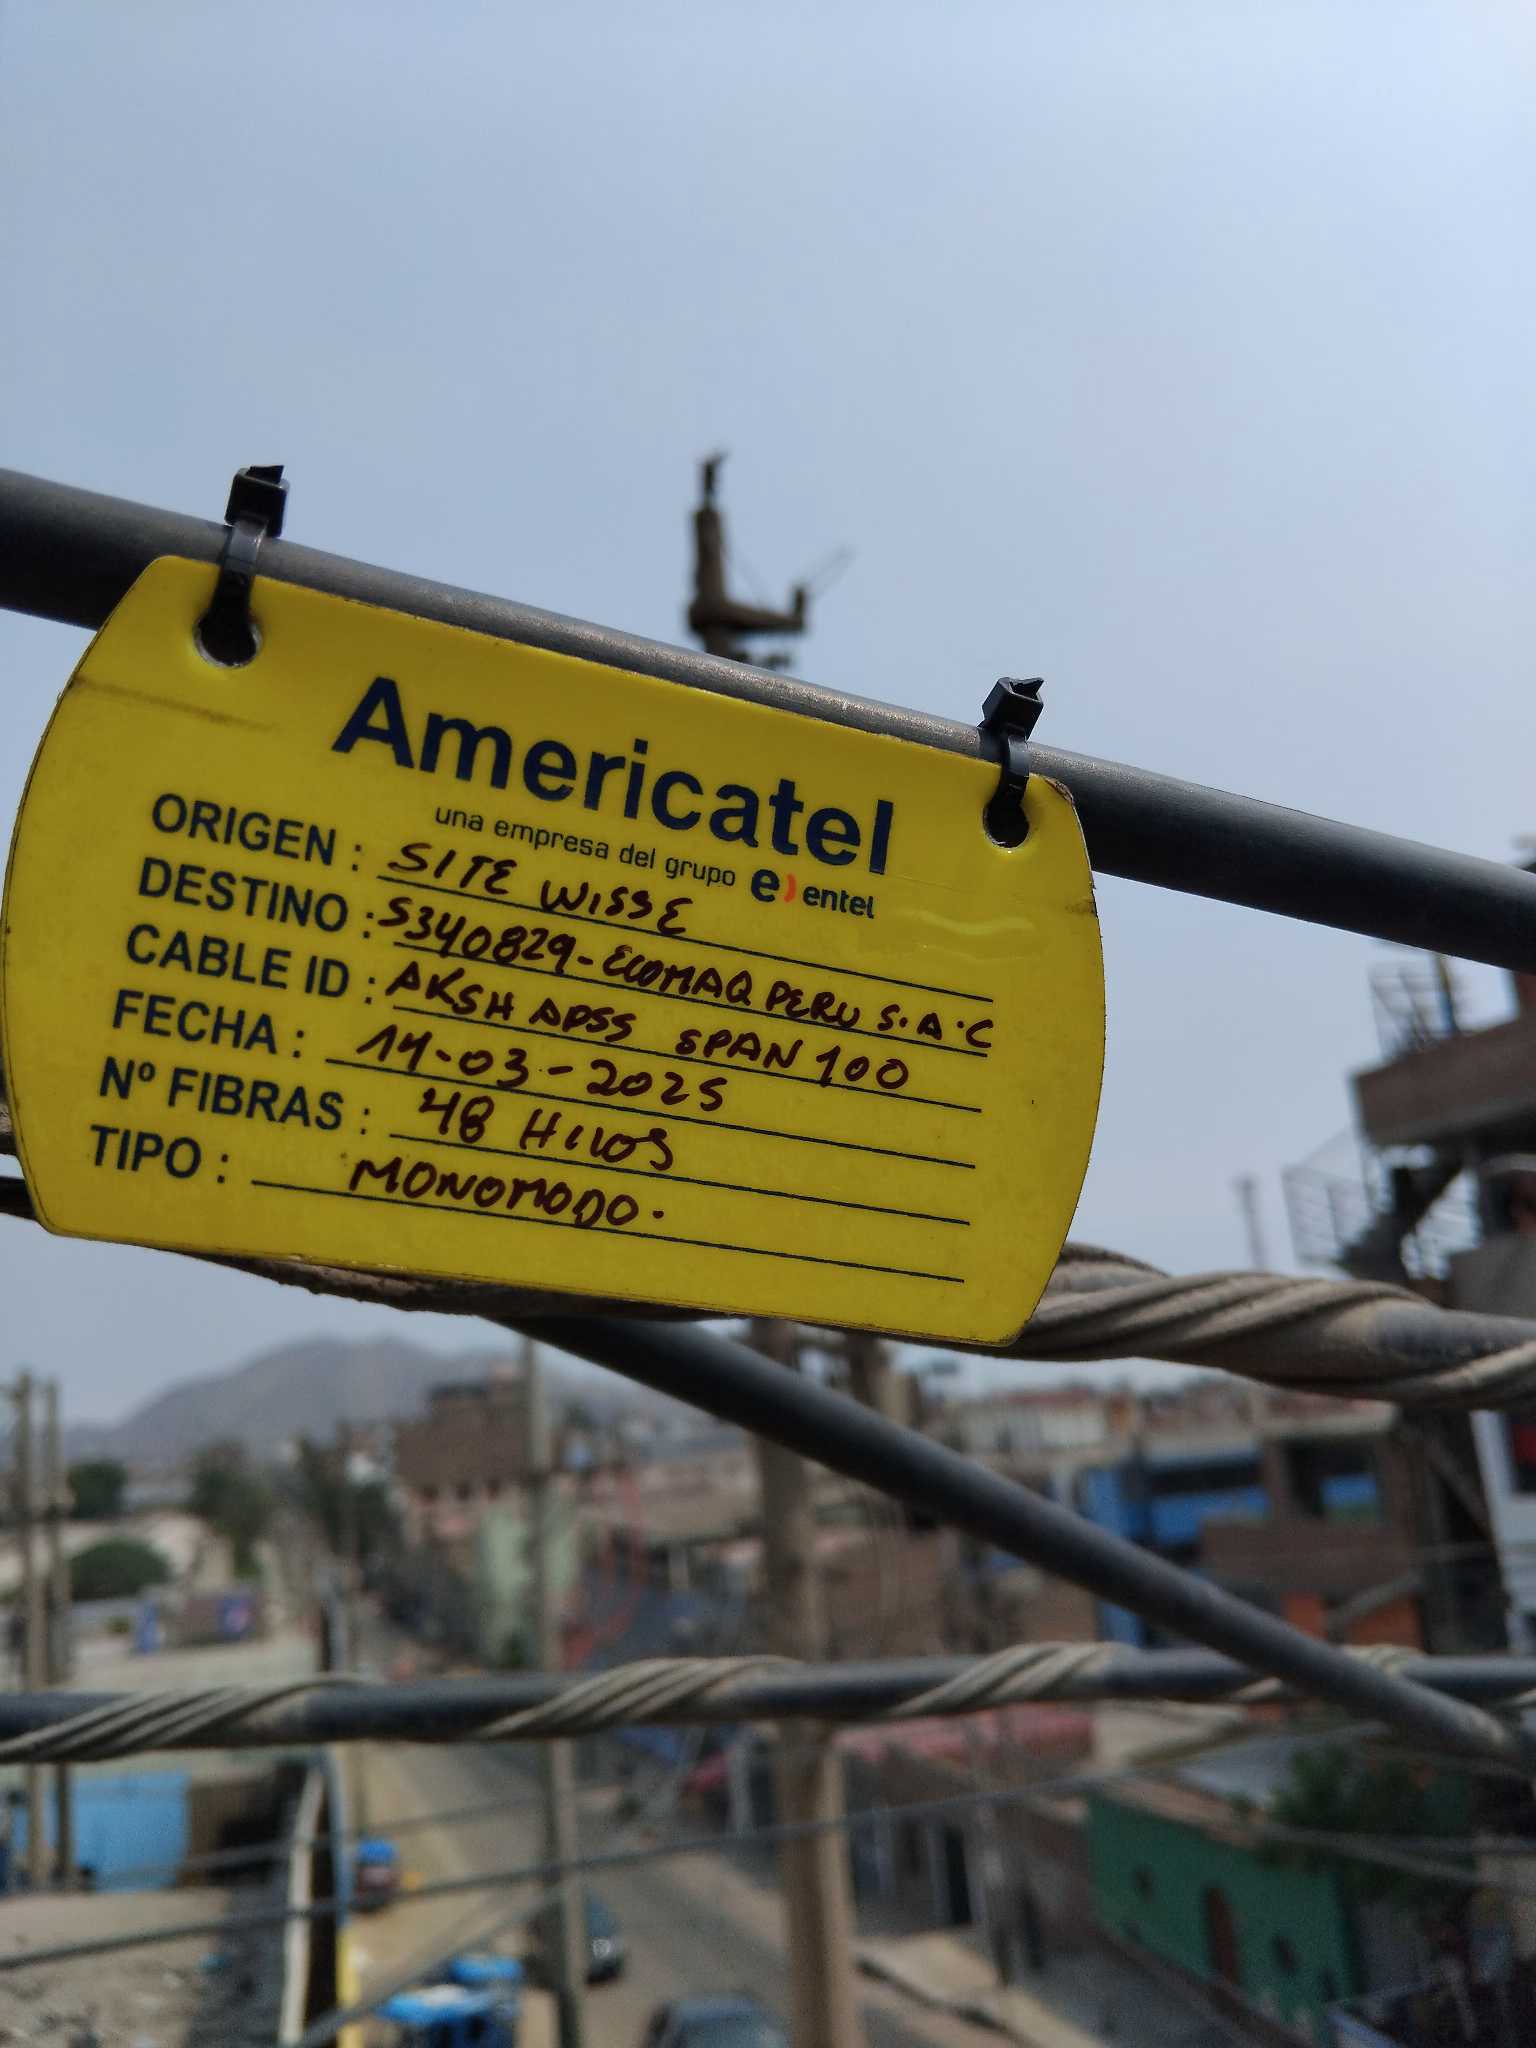 Americatel
una empresa del grupo e) entel
ORIGEN : SITE WISSE
DESTINO : S340829-ECOMAQ PERU S.A.C
CABLE ID : AKSH ADSS SPAN 100
FECHA : 14-03-2025
Nº FIBRAS : 48 HILOS
TIPO : MONOMODO.